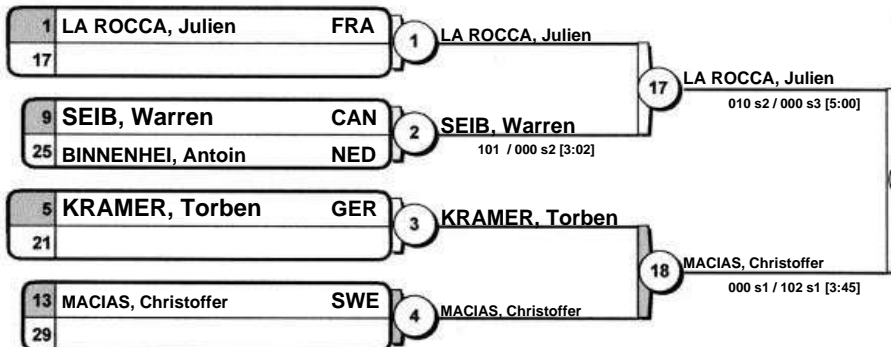 1 LA ROCCA, Julien FRA
17
1
LA ROCCA, Julien
9 SEIB, Warren CAN
25 BINNENHEI, Antoin NED
2
SEIB, Warren
101 / 000 s2 [3:02]
17
LA ROCCA, Julien
010 s2 / 000 s3 [5:00]
5 KRAMER, Torben GER
21
3
KRAMER, Torben
13 MACIAS, Christoffer SWE
29
4
MACIAS, Christoffer
18
MACIAS, Christoffer
000 s1 / 102 s1 [3:45]